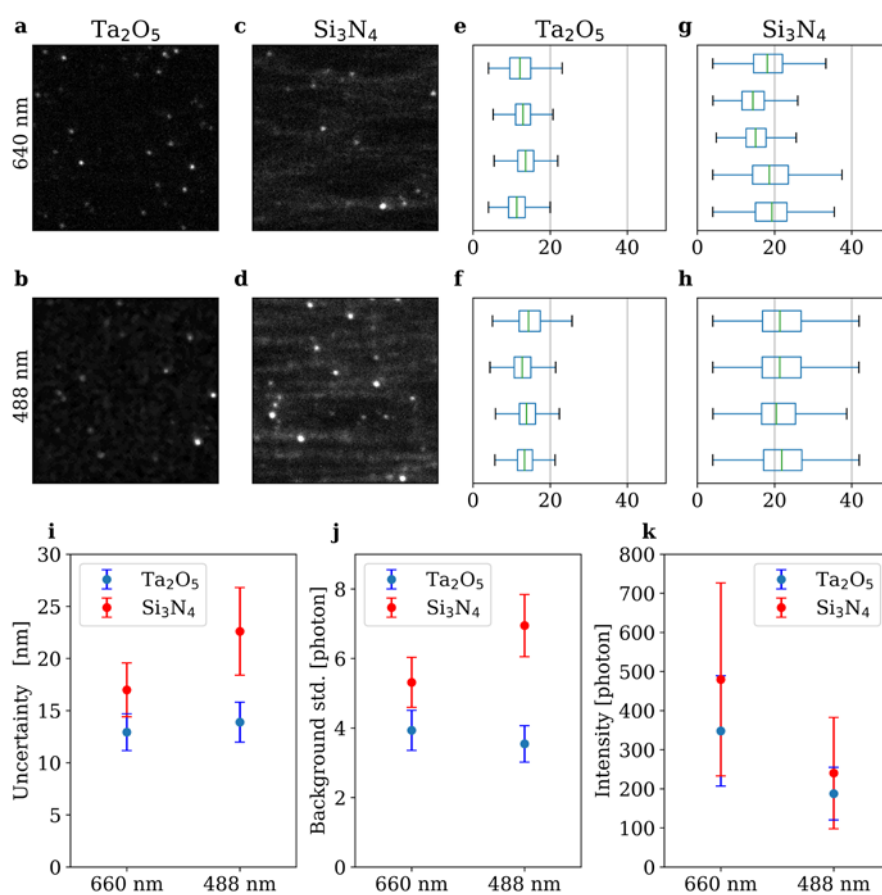 a Ta₂O₅ c Si₃N₄ e Ta₂O₅ g Si₃N₄
640 nm
0 20 40 0 20 40
b d f h
488 nm
0 20 40 0 20 40
i
30
25
20
15
10
5
0
Uncertainty [nm]
Ta₂O₅
Si₃N₄
660 nm 488 nm
j
8
6
4
2
0
Background std. [photon]
Ta₂O₅
Si₃N₄
660 nm 488 nm
k
800
700
600
500
400
300
200
100
0
Intensity [photon]
Ta₂O₅
Si₃N₄
660 nm 488 nm